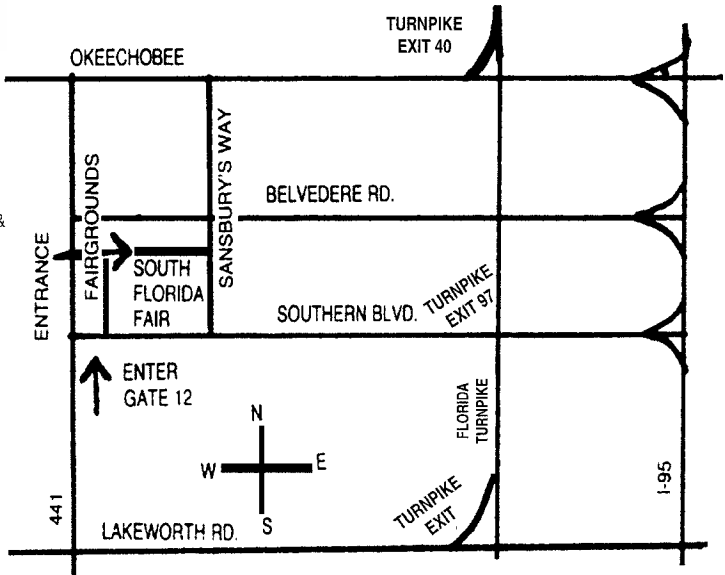 TURNPIKE
EXIT 40
OKEECHOBEE
FAIRGROUNDS
SANSBURY'S WAY
BELVEDERE RD.
&
ENTRANCE
SOUTH
FLORIDA
FAIR
TURNPIKE
EXIT 97
SOUTHERN BLVD.
ENTER
GATE 12
FLORIDA
TURNPIKE
N
W
E
S
441
I-95
TURNPIKE
EXIT
LAKEWORTH RD.